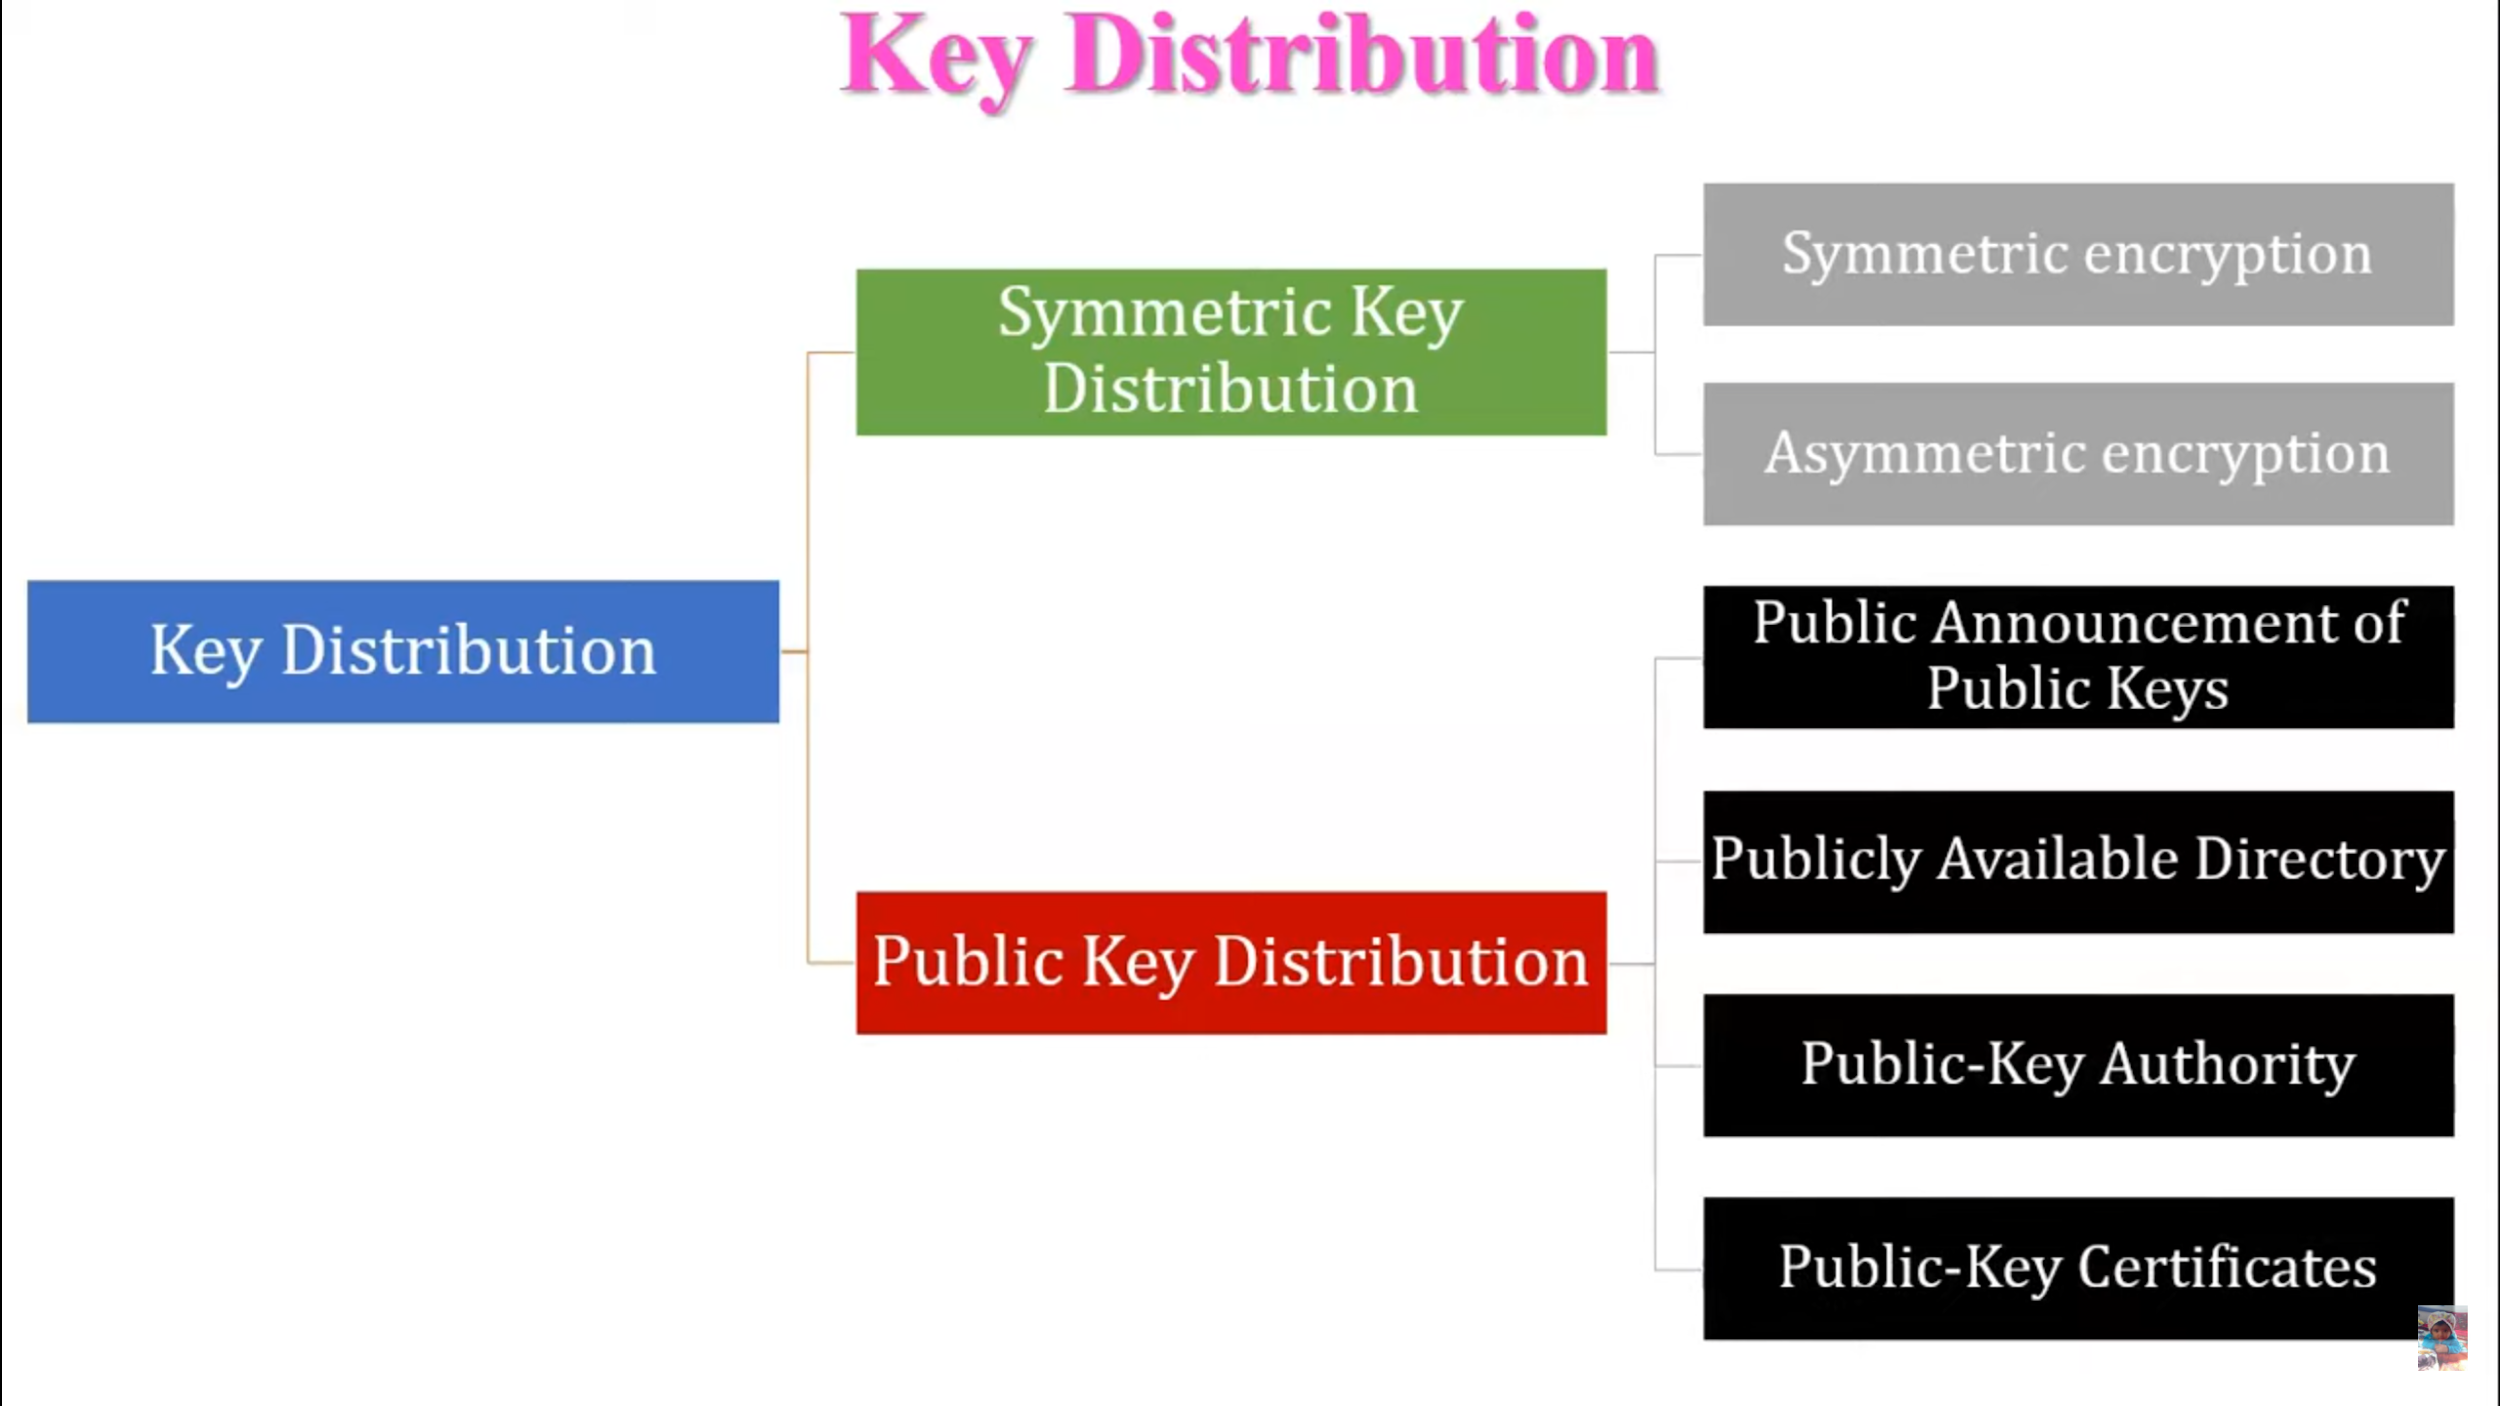 Key Distribution
Symmetric encryption
Symmetric Key
Distribution
Asymmetric encryption
Key Distribution
Public Announcement of
Public Keys
Publicly Available Directory
Public Key Distribution
Public-Key Authority
Public-Key Certificates